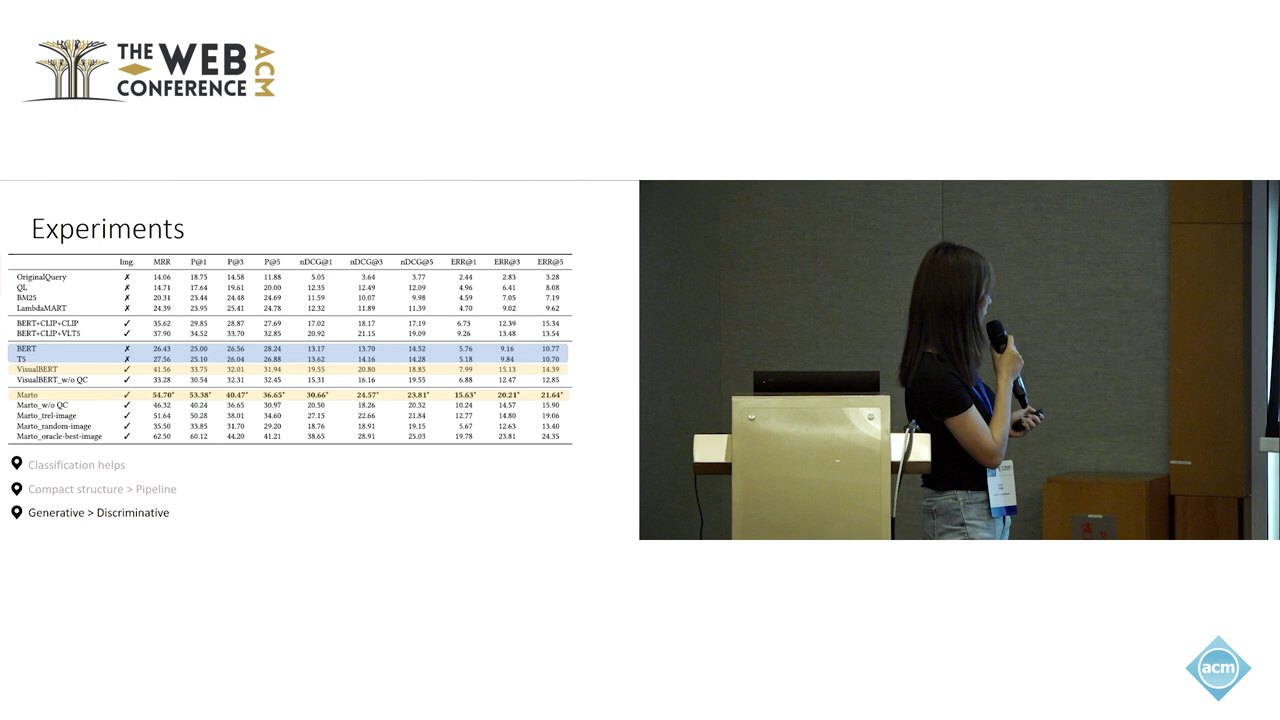 THE WEB CONFERENCE ACM
Experiments
Img. MRR P@1 P@3 P@5 nDCG@1 nDCG@3 nDCG@5 ERR@1 ERR@3 ERR@5
OriginalQuery ✗ 14.06 18.75 14.58 11.88 5.05 3.64 3.77 2.44 2.83 3.28
QL ✗ 14.71 17.64 19.61 20.00 12.35 12.49 12.09 4.96 6.41 8.08
BM25 ✗ 20.31 23.44 24.48 24.69 11.59 10.07 9.98 4.59 7.05 7.19
LambdaMART ✗ 24.39 23.95 25.41 24.78 12.32 11.89 11.39 4.70 9.02 9.62
BERT+CLIP+CLIP ✓ 35.62 29.85 28.87 27.69 17.02 18.17 17.19 6.73 12.39 15.34
BERT+CLIP+VLT5 ✓ 37.90 34.52 33.70 32.85 20.92 21.15 19.09 9.26 13.48 13.54
BERT ✗ 26.43 25.00 26.56 28.24 13.17 13.70 14.52 5.76 9.16 10.77
T5 ✗ 27.56 25.10 26.04 26.88 13.62 14.16 14.28 5.18 9.84 10.70
VisualBERT ✓ 41.56 33.75 32.01 31.94 19.55 20.80 18.85 7.99 15.13 14.39
VisualBERT_w/o QC ✓ 33.28 30.54 32.31 32.45 15.31 16.16 19.55 6.88 12.47 12.85
Marto ✓ 54.70* 53.38* 40.47* 36.65* 30.66* 24.57* 23.81* 15.63* 20.21* 21.64*
Marto_w/o QC ✓ 46.32 40.24 36.65 30.97 20.50 18.26 20.32 10.24 14.57 15.90
Marto_trel-image ✓ 51.64 50.28 38.01 34.60 27.15 22.66 21.84 12.77 14.80 19.06
Marto_random-image ✓ 35.50 33.85 31.70 29.20 18.76 18.91 19.15 5.67 12.63 13.40
Marto_oracle-best-image ✓ 62.50 60.12 44.20 41.21 38.65 28.91 25.03 19.78 23.81 24.35
Classification helps
Compact structure > Pipeline
Generative > Discriminative
acm